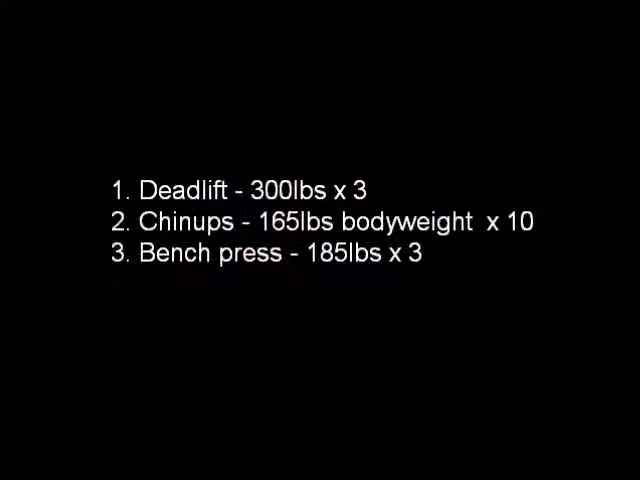 1. Deadlift - 300lbs x 3
2. Chinups - 165lbs bodyweight  x 10
3. Bench press - 185lbs x 3